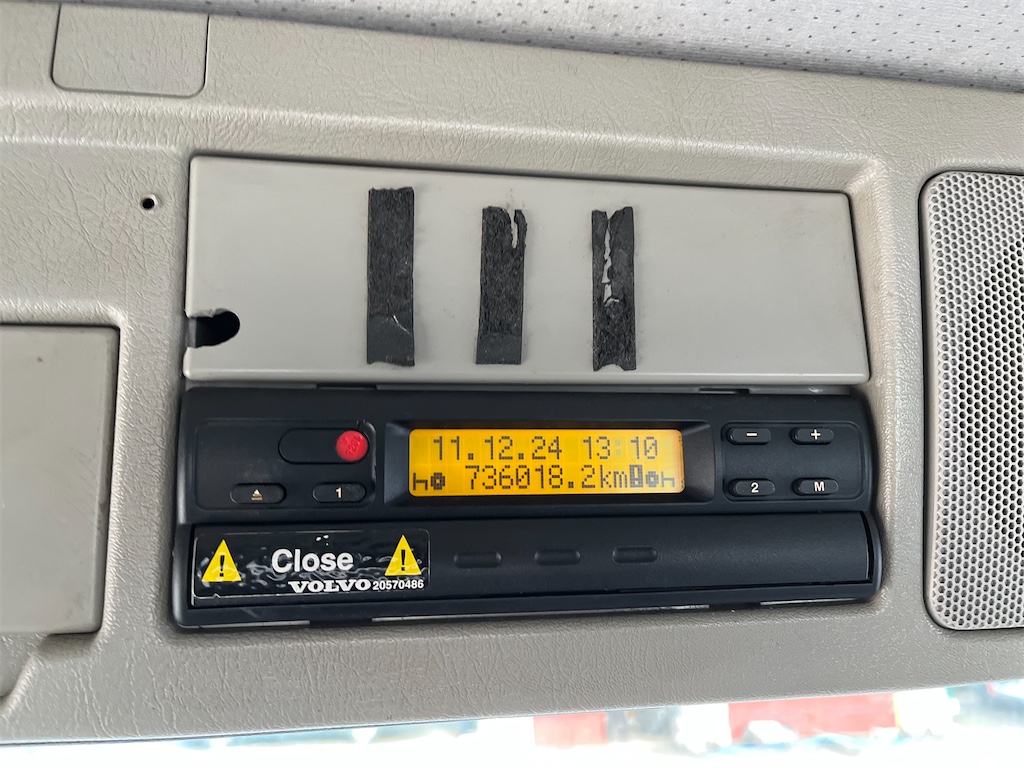 11.12.24 13:10
736018.2km
- +
1 2 M
Close
VOLVO 20570486